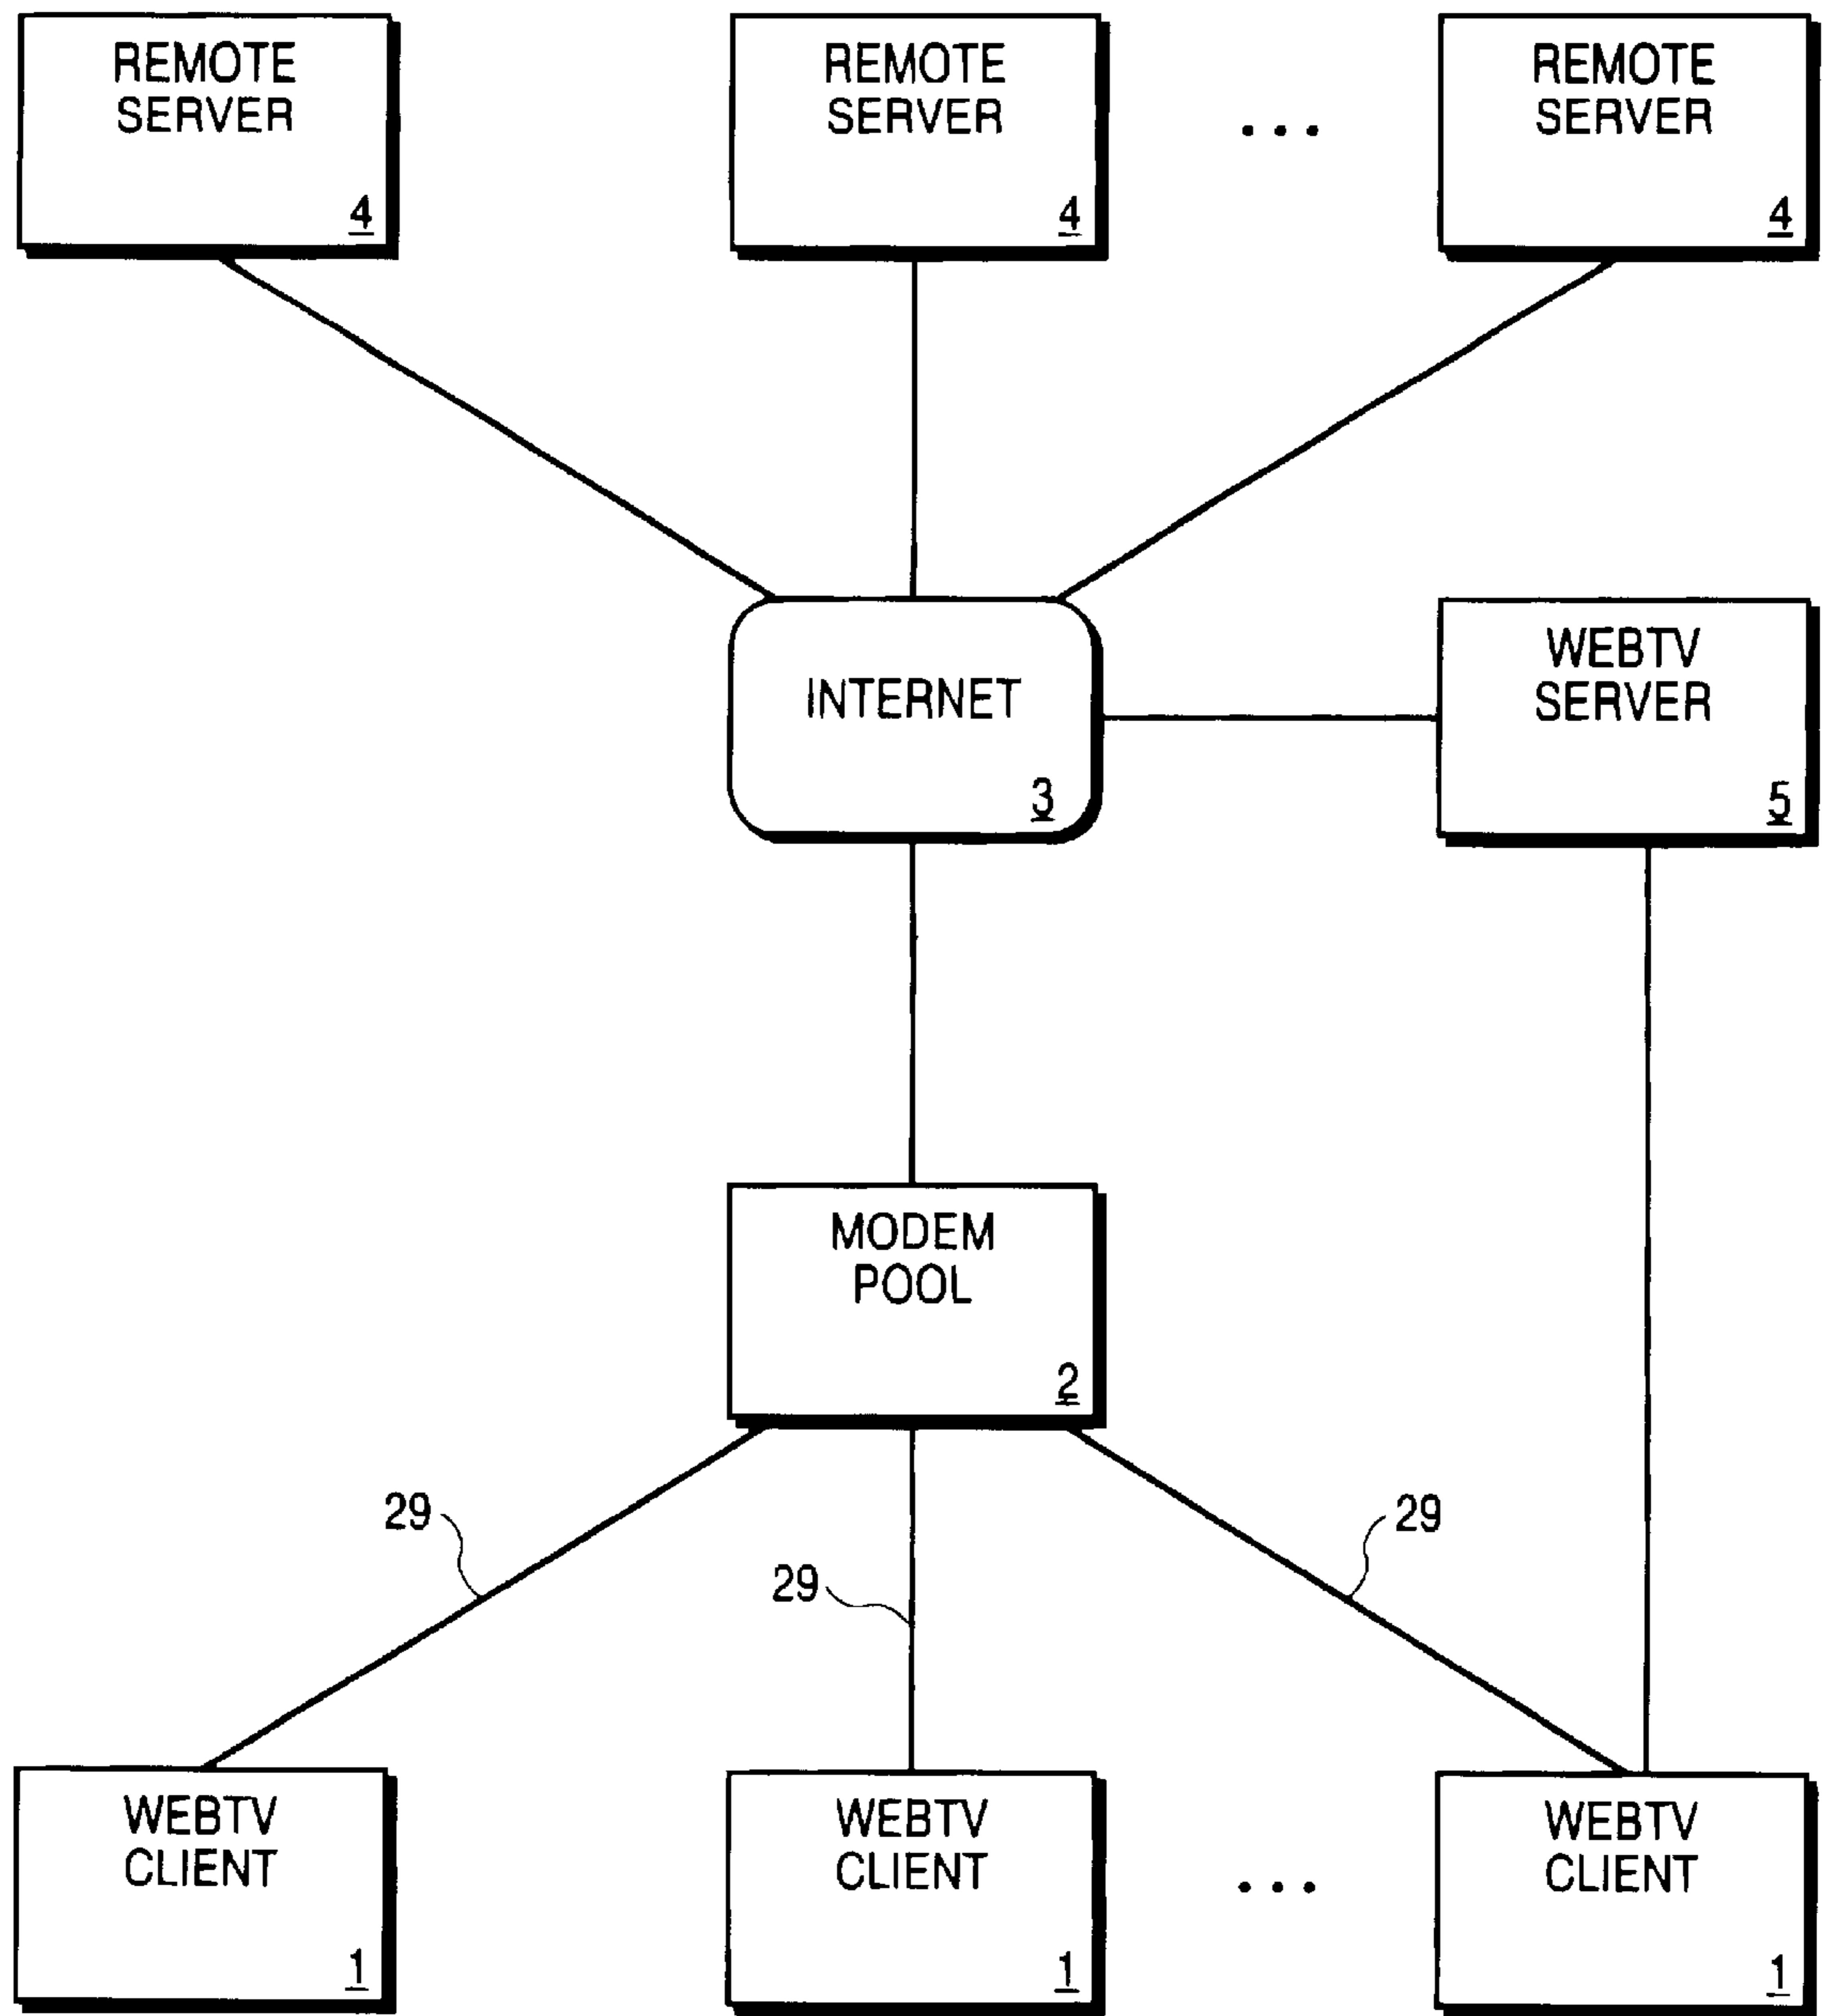 REMOTE
SERVER
4
REMOTE
SERVER
4
...
REMOTE
SERVER
4
INTERNET
3
WEBTV
SERVER
5
MODEM
POOL
2
29
29
29
WEBTV
CLIENT
1
WEBTV
CLIENT
1
...
WEBTV
CLIENT
1